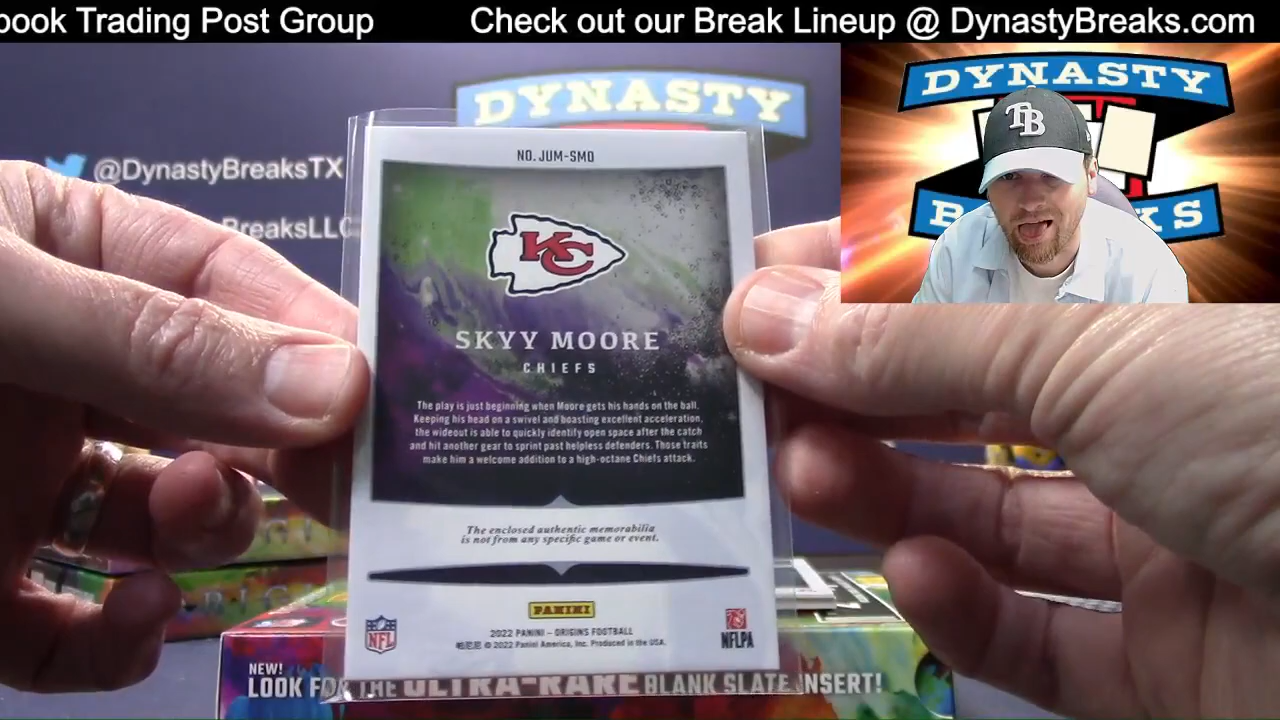 book Trading Post Group
Check out our Break Lineup @ DynastyBreaks.com
DYNASTY
DYNASTY
TB
@DynastyBreaksTX
BreaksLLC
NO. JUM-SMO
KC
SKYY MOORE
CHIEFS
The play is just beginning when Moore gets his hands on the ball.
Keeping his head on a swivel and boasting excellent acceleration,
the wideout is able to quickly identify open space after the catch
and hit another gear to sprint past helpless defenders. Those traits
make him a welcome addition to a high-octane Chiefs attack.
The enclosed authentic memorabilia
is not from any specific game or event.
PANINI
NFL
NFLPA
2022 PANINI – ORIGINS FOOTBALL
帕尼尼 © 2022 Panini America, Inc. Produced in the USA.
NEW!
LOOK FOR THE ULTRA-RARE BLANK SLATE INSERT!